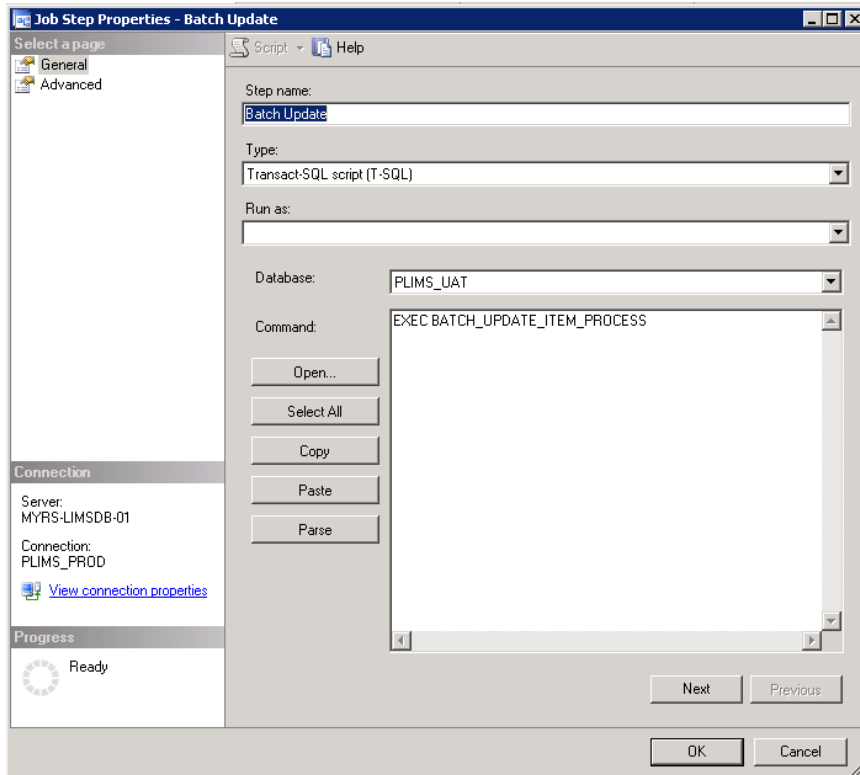 Job Step Properties - Batch Update
Select a page
General
Advanced
Script
Help
Step name:
Batch Update
Type:
Transact-SQL script (T-SQL)
Run as:
Database:
PLIMS_UAT
Command:
EXEC BATCH_UPDATE_ITEM_PROCESS
Open...
Select All
Copy
Paste
Parse
Connection
Server:
MYRS-LIMSDB-01
Connection:
PLIMS_PROD
View connection properties
Progress
Ready
Next
Previous
OK
Cancel